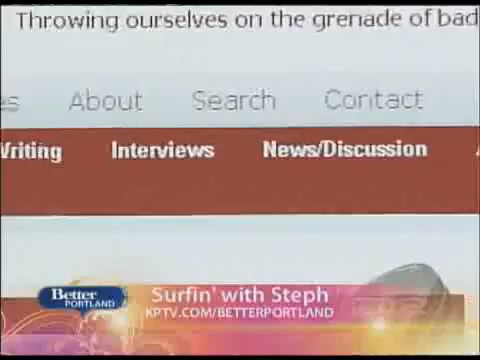 Throwing ourselves on the grenade of bad
es About Search Contact
Writing Interviews News/Discussion
Better
PORTLAND
Surfin' with Steph
KPTV.COM/BETTERPORTLAND